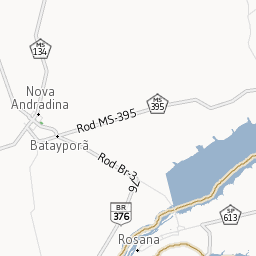 MS
134
Nova
Andradina
Rod MS-395
MS
395
Batayporã
Rod Br-376
BR
376
SP
613
Rosana